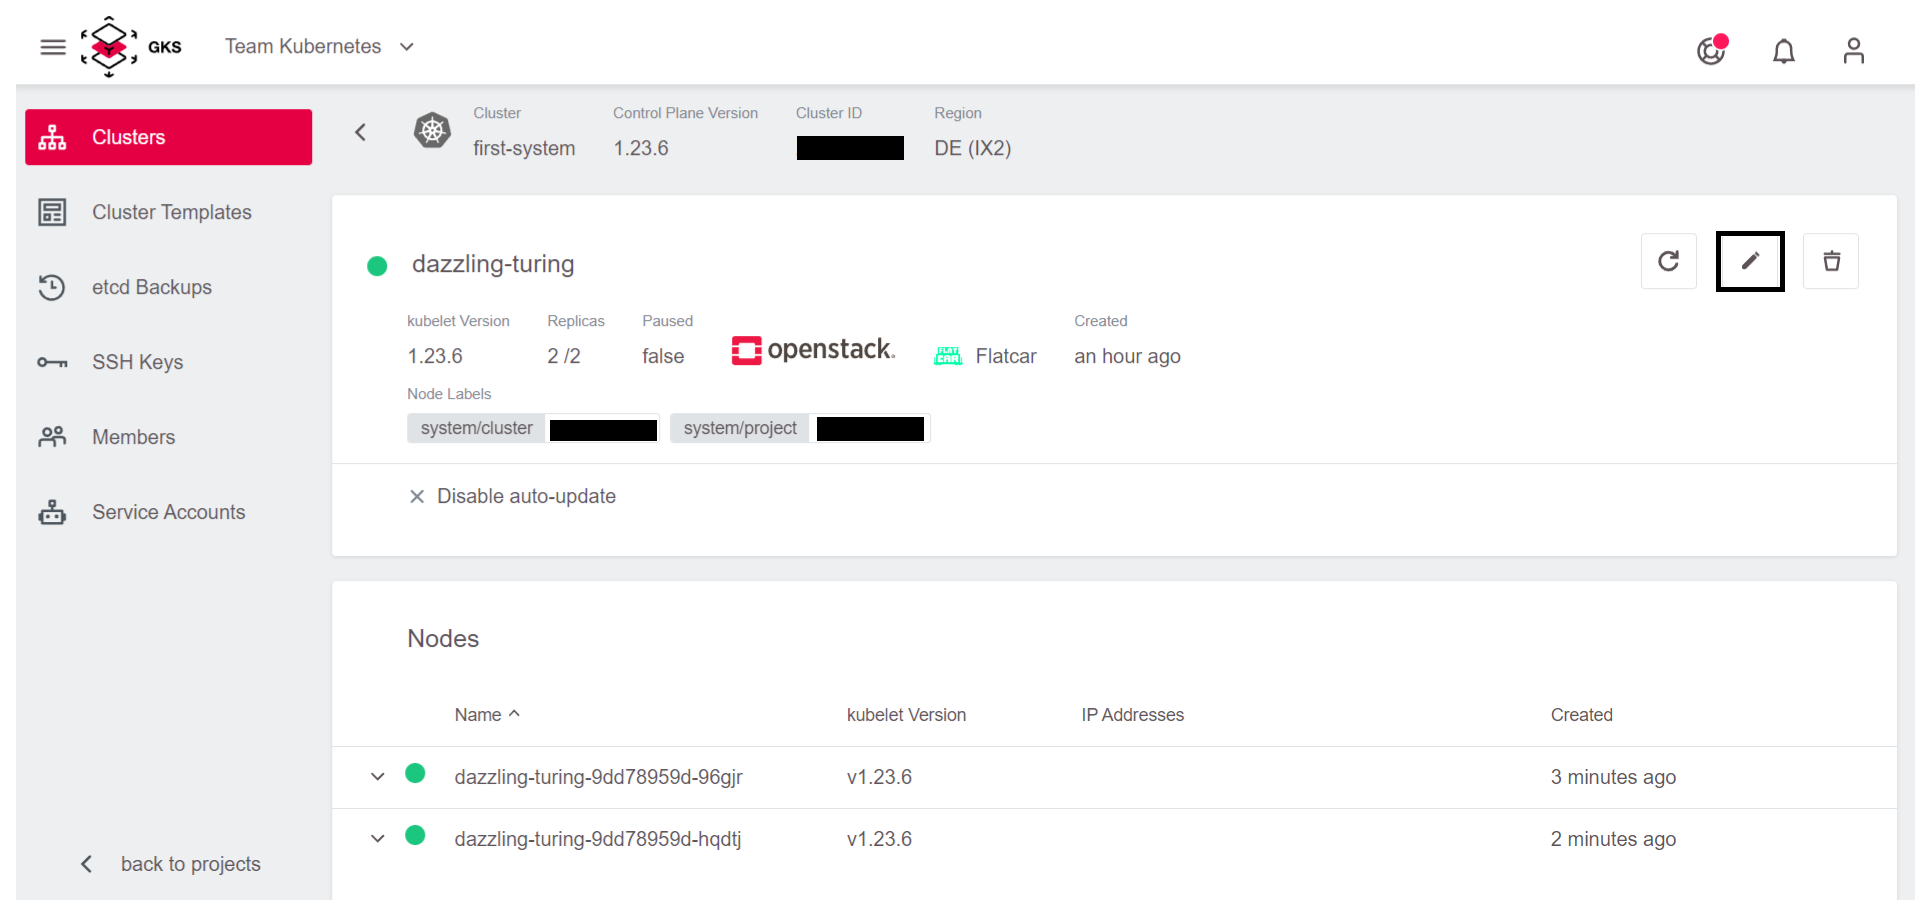 GKS
Team Kubernetes
Clusters
Cluster Templates
etcd Backups
SSH Keys
Members
Service Accounts
back to projects
Cluster
first-system
Control Plane Version
1.23.6
Cluster ID
Region
DE (IX2)
dazzling-turing
kubelet Version
1.23.6
Replicas
2 /2
Paused
false
openstack.
FLAT CAR
Flatcar
Created
an hour ago
Node Labels
system/cluster
system/project
Disable auto-update
Nodes
Name kubelet Version IP Addresses Created
dazzling-turing-9dd78959d-96gjr v1.23.6 3 minutes ago
dazzling-turing-9dd78959d-hqdtj v1.23.6 2 minutes ago